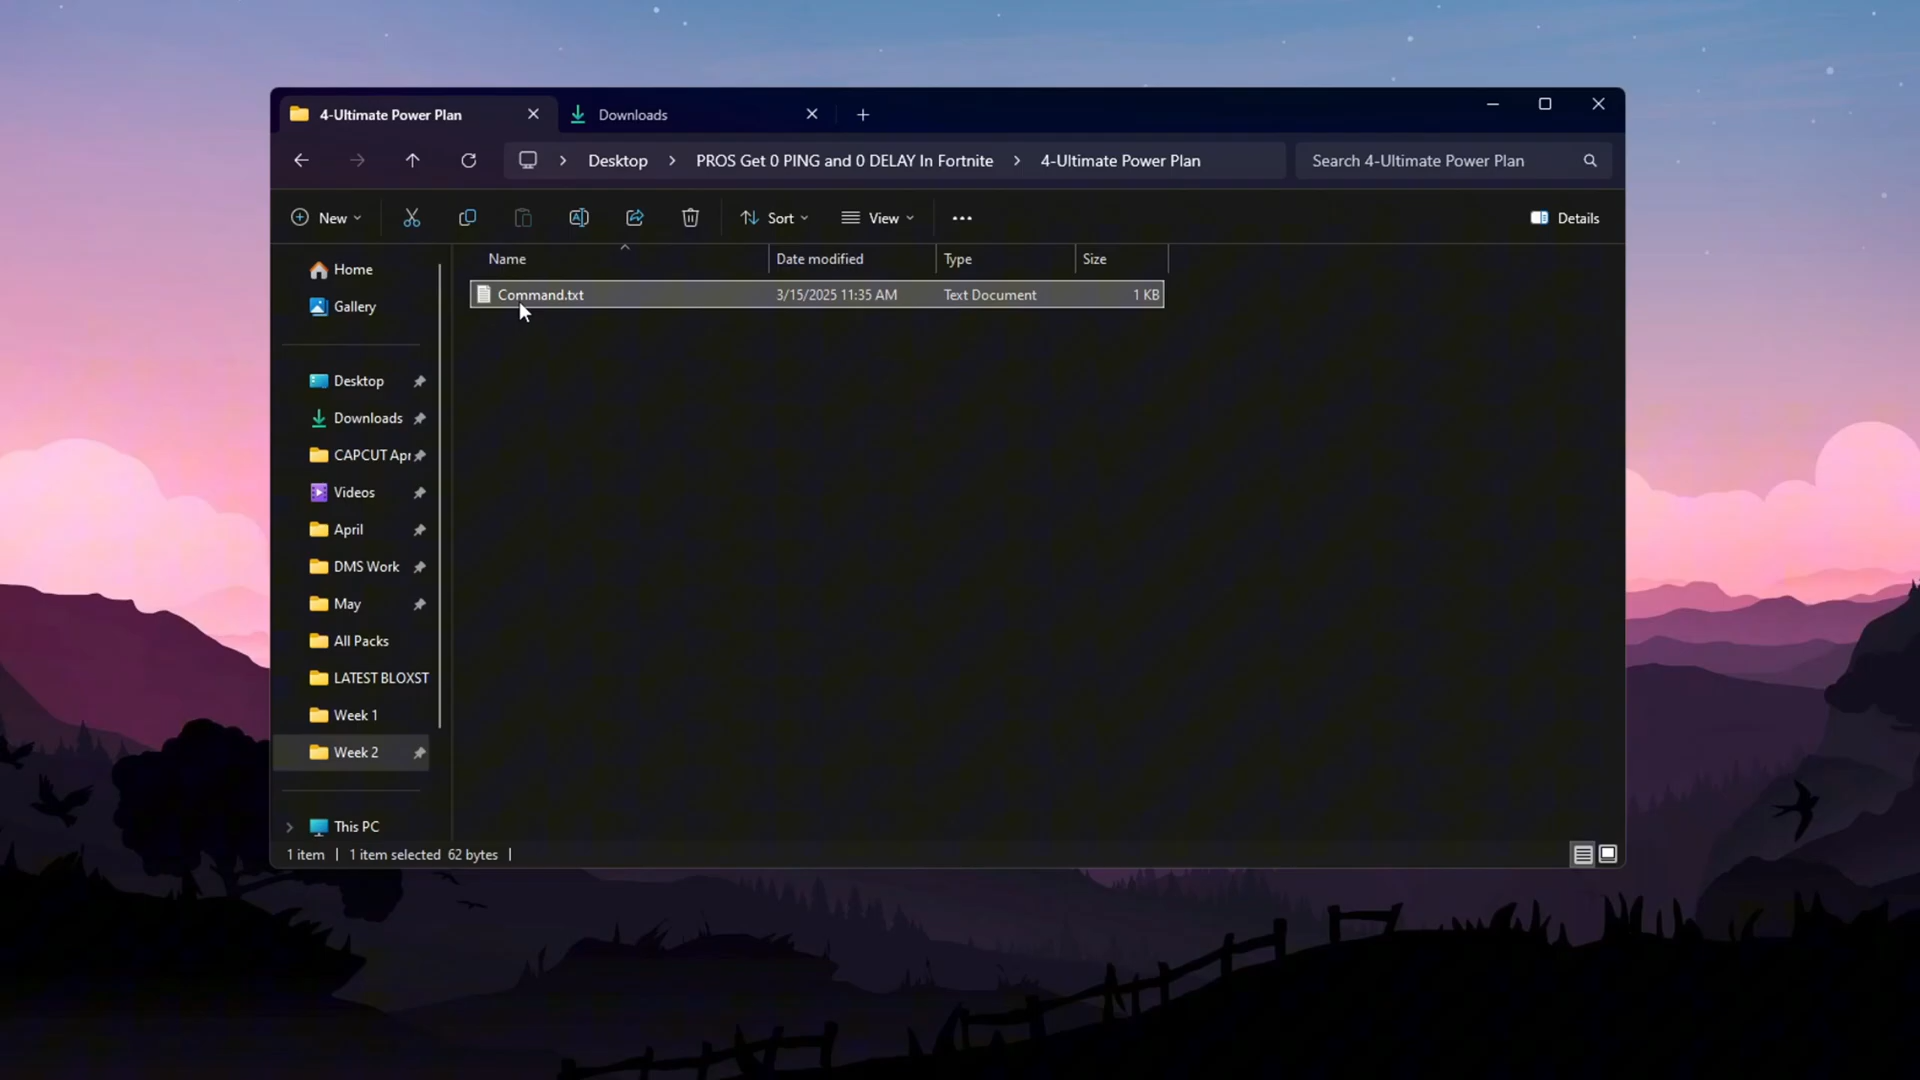 4-Ultimate Power Plan
Downloads
Desktop
PROS Get 0 PING and 0 DELAY In Fortnite
4-Ultimate Power Plan
Search 4-Ultimate Power Plan
New
Sort
View
Details
Name
Date modified
Type
Size
Command.txt
3/15/2025 11:35 AM
Text Document
1 KB
Home
Gallery
Desktop
Downloads
CAPCUT Apr
Videos
April
DMS Work
May
All Packs
LATEST BLOXST
Week 1
Week 2
This PC
1 item
1 item selected 62 bytes